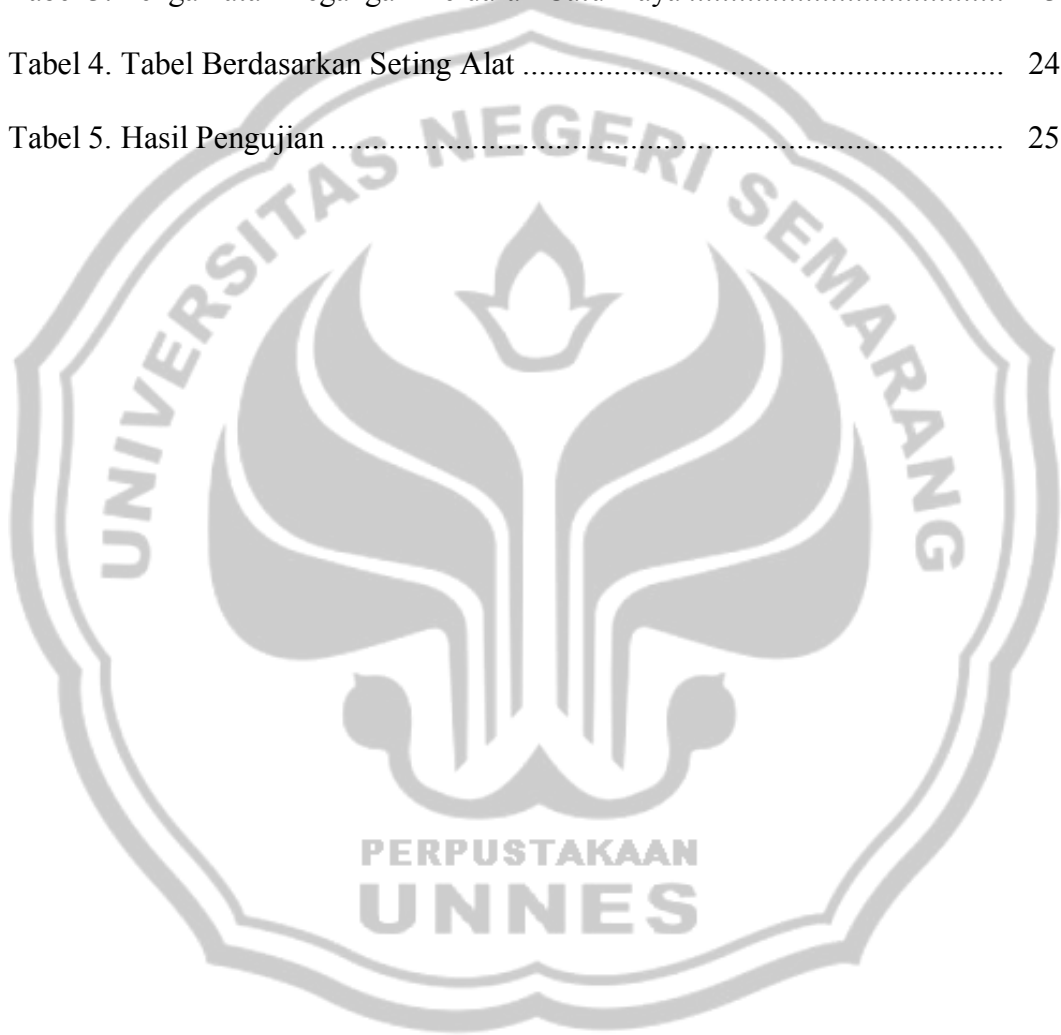 Tabel 4. Tabel Berdasarkan Seting Alat ........................................................... 24
Tabel 5. Hasil Pengujian ................................................................................... 25
UNIVERSITAS NEGERI SEMARANG
PERPUSTAKAAN
UNNES